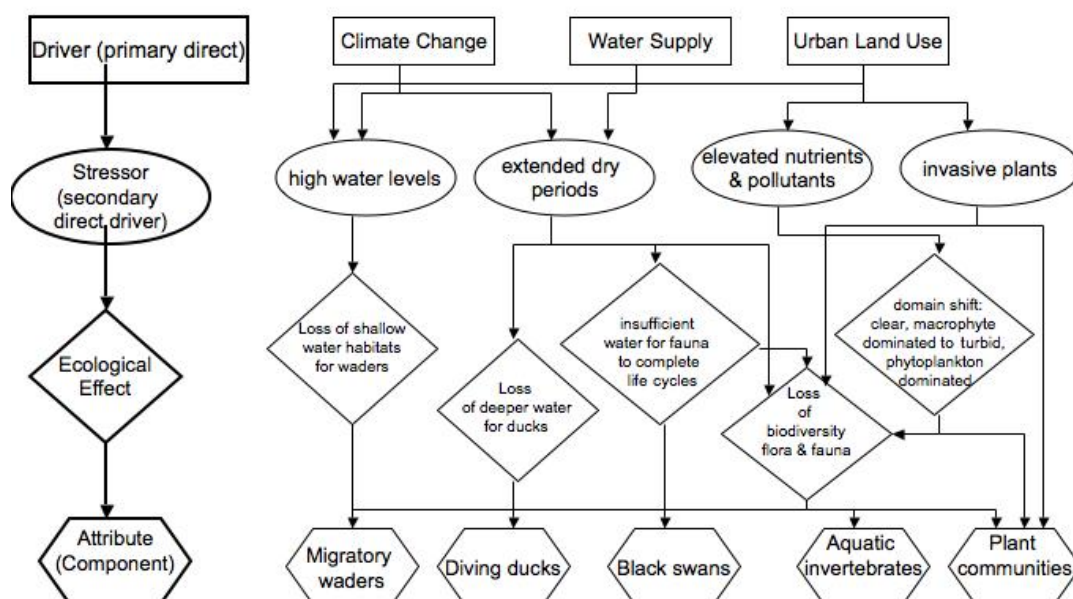 Driver (primary direct)
Climate Change
Water Supply
Urban Land Use
Stressor
(secondary
direct driver)
high water levels
extended dry
periods
elevated nutrients
& pollutants
invasive plants
Ecological
Effect
Loss of shallow
water habitats
for waders
Loss
of deeper water
for ducks
insufficient
water for fauna
to complete
life cycles
Loss
of
biodiversity
flora & fauna
domain shift:
clear, macrophyte
dominated to turbid,
phytoplankton
dominated
Attribute
(Component)
Migratory
waders
Diving ducks
Black swans
Aquatic
invertebrates
Plant
communities